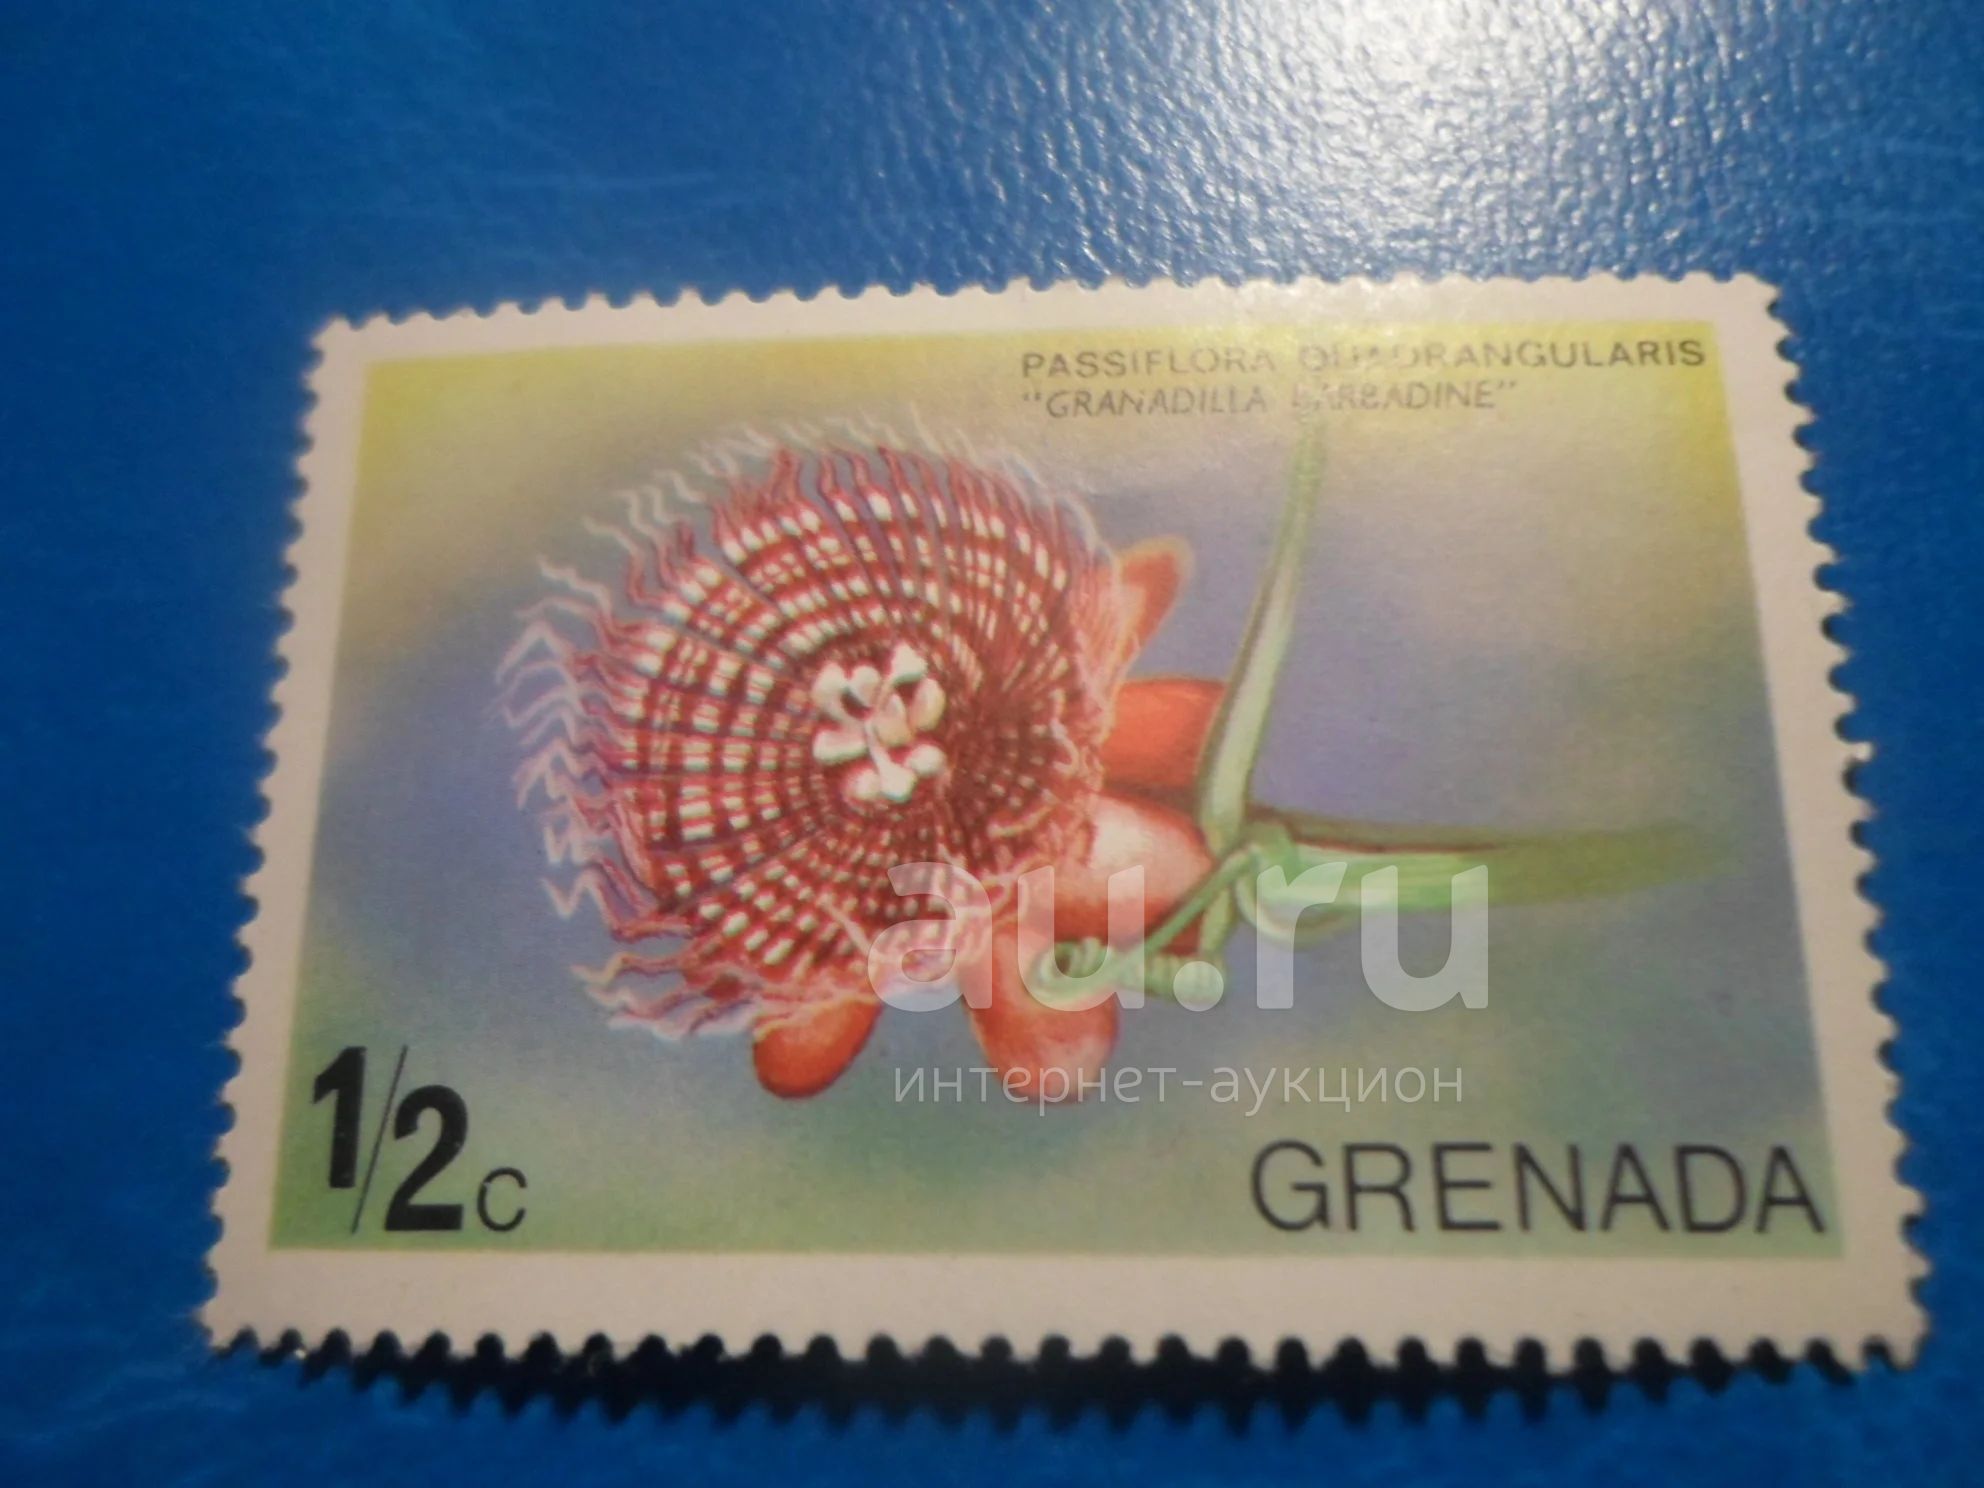 PASSIFLORA QUADRANGULARIS
"GRANADILLA BARBADINE"
au.ru
интернет-аукцион
1/2c
GRENADA